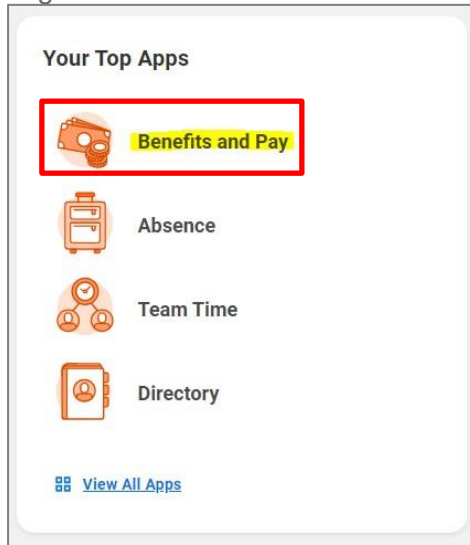 Your Top Apps
Benefits and Pay
Absence
Team Time
Directory
View All Apps